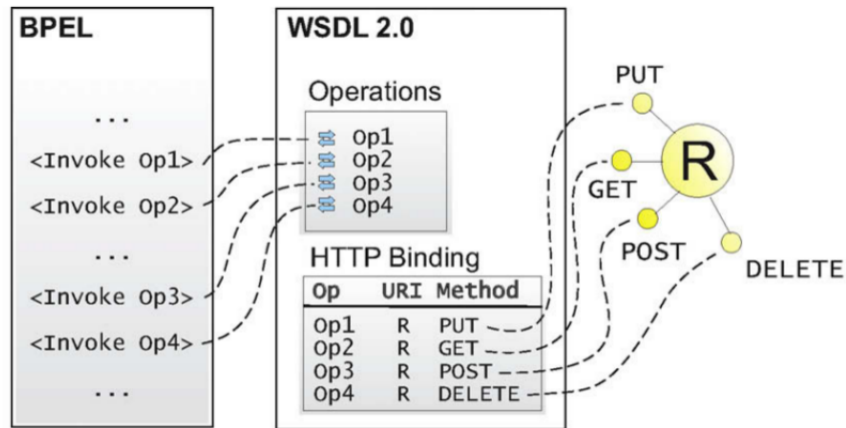 BPEL
...
<Invoke Op1>
<Invoke Op2>
...
<Invoke Op3>
<Invoke Op4>
...
WSDL 2.0
Operations
Op1
Op2
Op3
Op4
HTTP Binding
Op URI Method
Op1 R PUT
Op2 R GET
Op3 R POST
Op4 R DELETE
PUT
R
GET
POST
DELETE